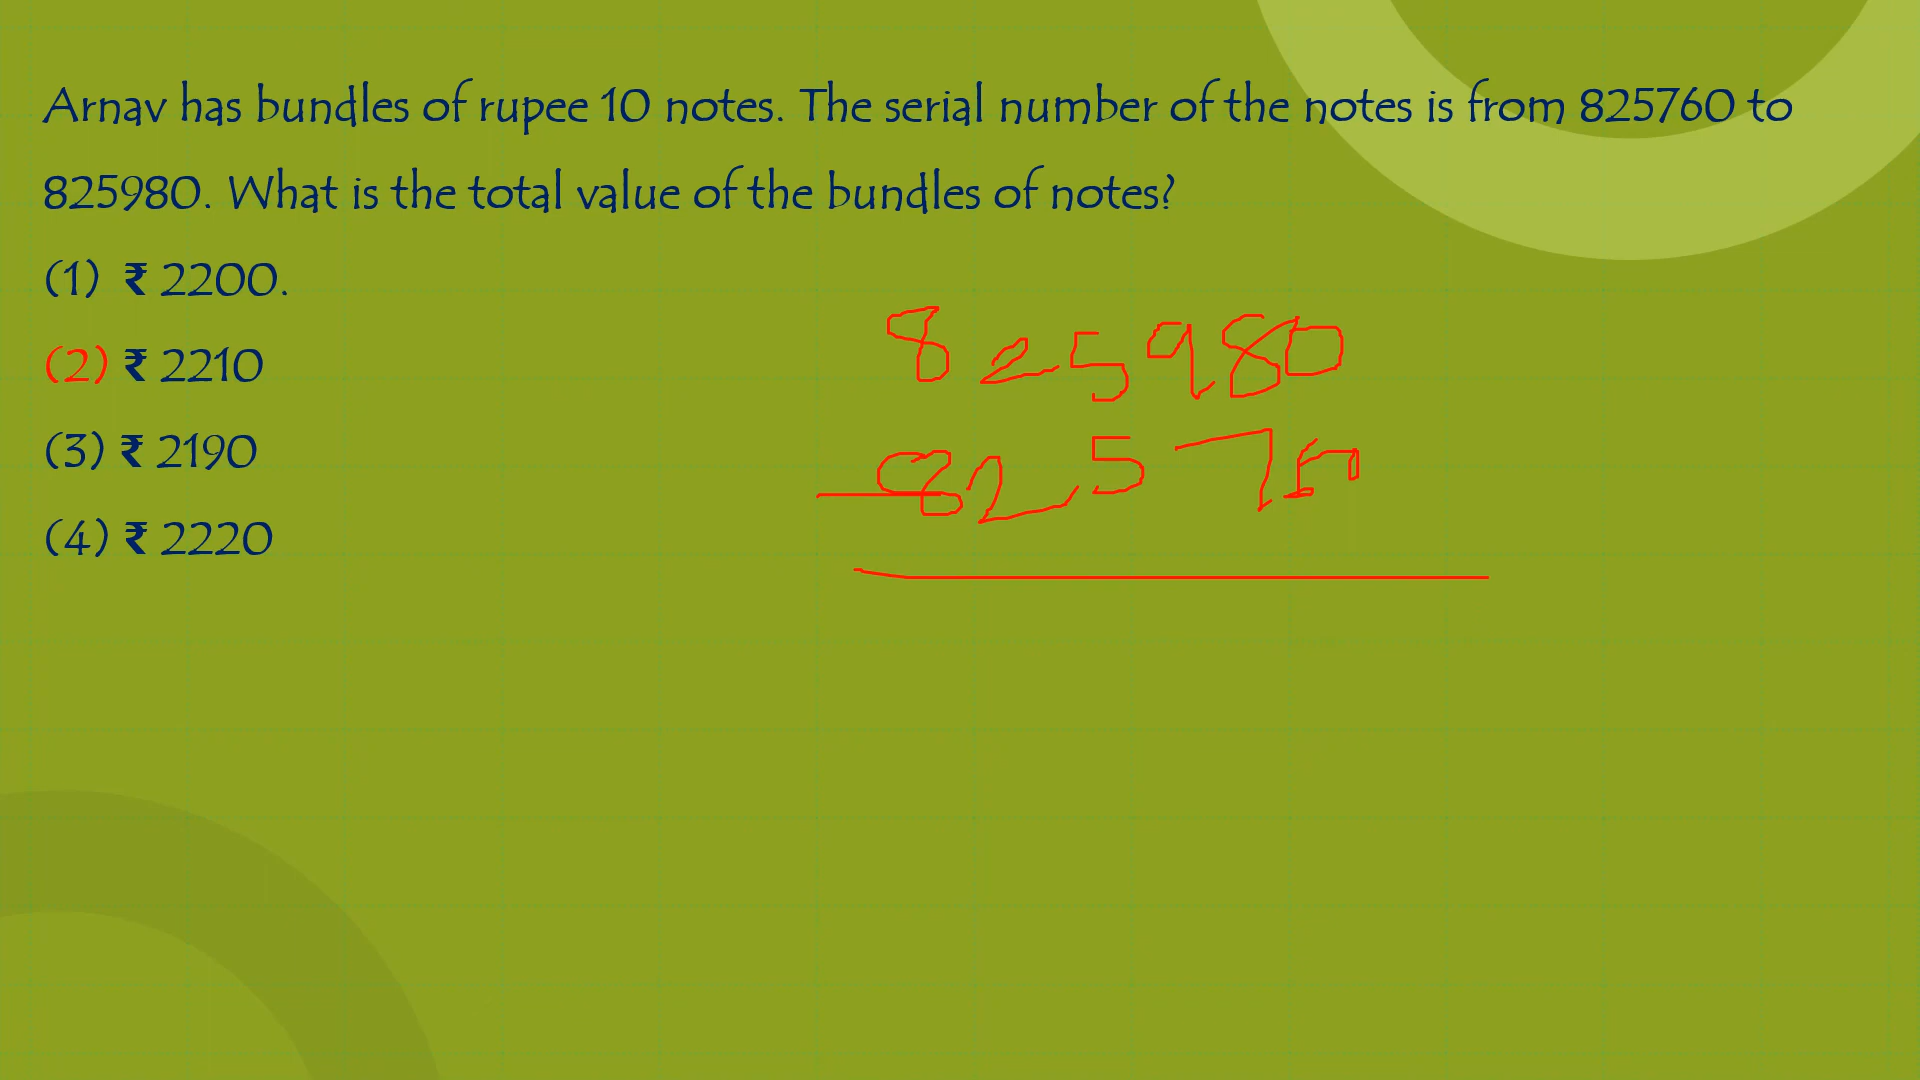 Arnav has bundles of rupee 10 notes. The serial number of the notes is from 825760 to
825980. What is the total value of the bundles of notes?
(1) ₹ 2200.
(2) ₹ 2210
(3) ₹ 2190
(4) ₹ 2220
825980
82576